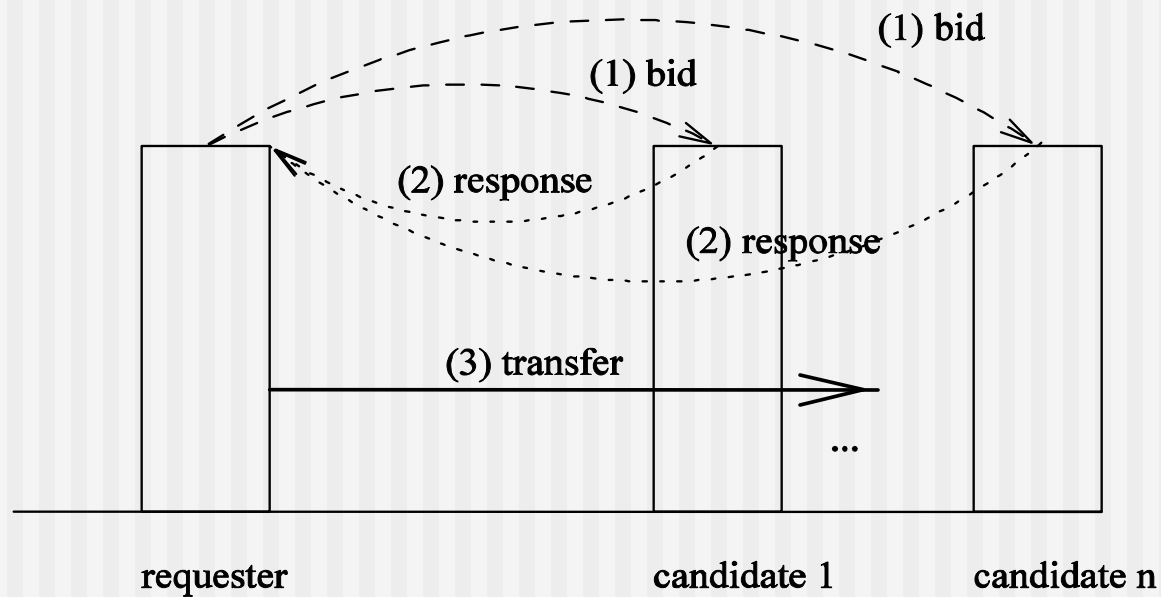 (1) bid
(1) bid
(2) response
(2) response
(3) transfer
...
requester
candidate 1
candidate n